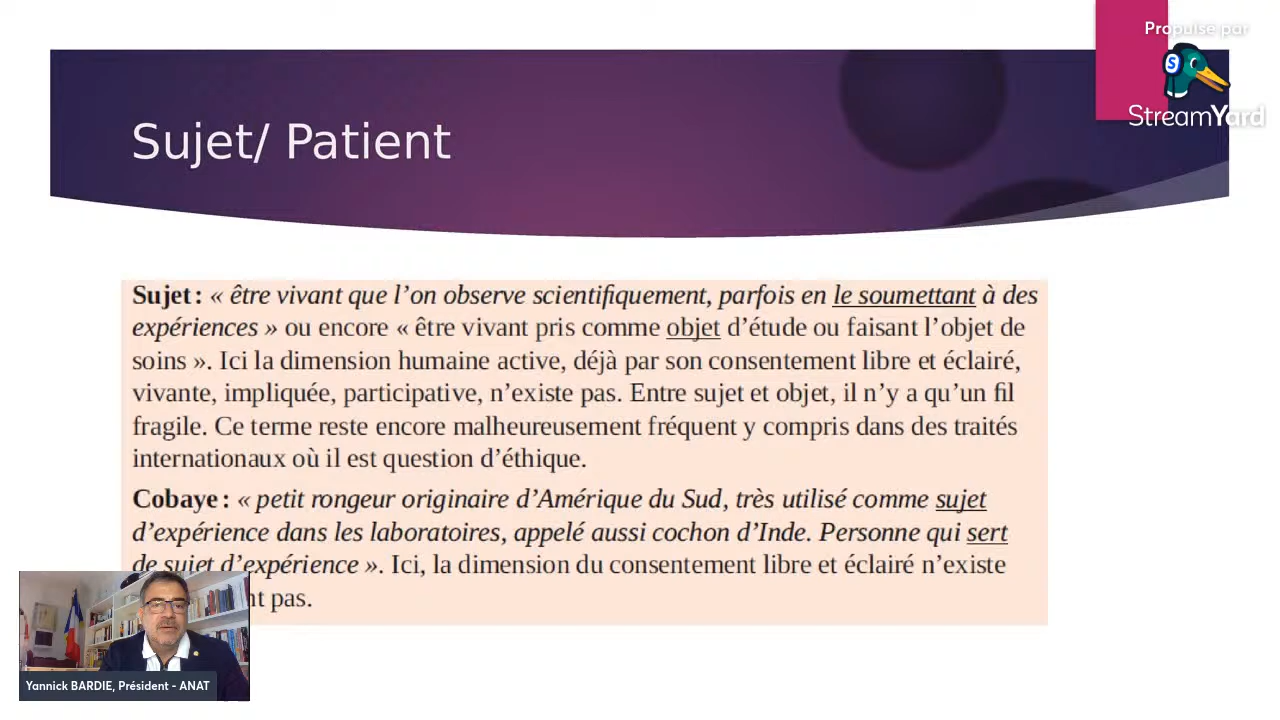 Propulsé par
StreamYard
Sujet/ Patient
Sujet : « être vivant que l’on observe scientifiquement, parfois en le soumettant à des
expériences » ou encore « être vivant pris comme objet d’étude ou faisant l’objet de
soins ». Ici la dimension humaine active, déjà par son consentement libre et éclairé,
vivante, impliquée, participative, n’existe pas. Entre sujet et objet, il n’y a qu’un fil
fragile. Ce terme reste encore malheureusement fréquent y compris dans des traités
internationaux où il est question d’éthique.
Cobaye : « petit rongeur originaire d’Amérique du Sud, très utilisé comme sujet
d’expérience dans les laboratoires, appelé aussi cochon d’Inde. Personne qui sert
de sujet d’expérience ». Ici, la dimension du consentement libre et éclairé n’existe
pas.
Yannick BARDIE, Président - ANAT